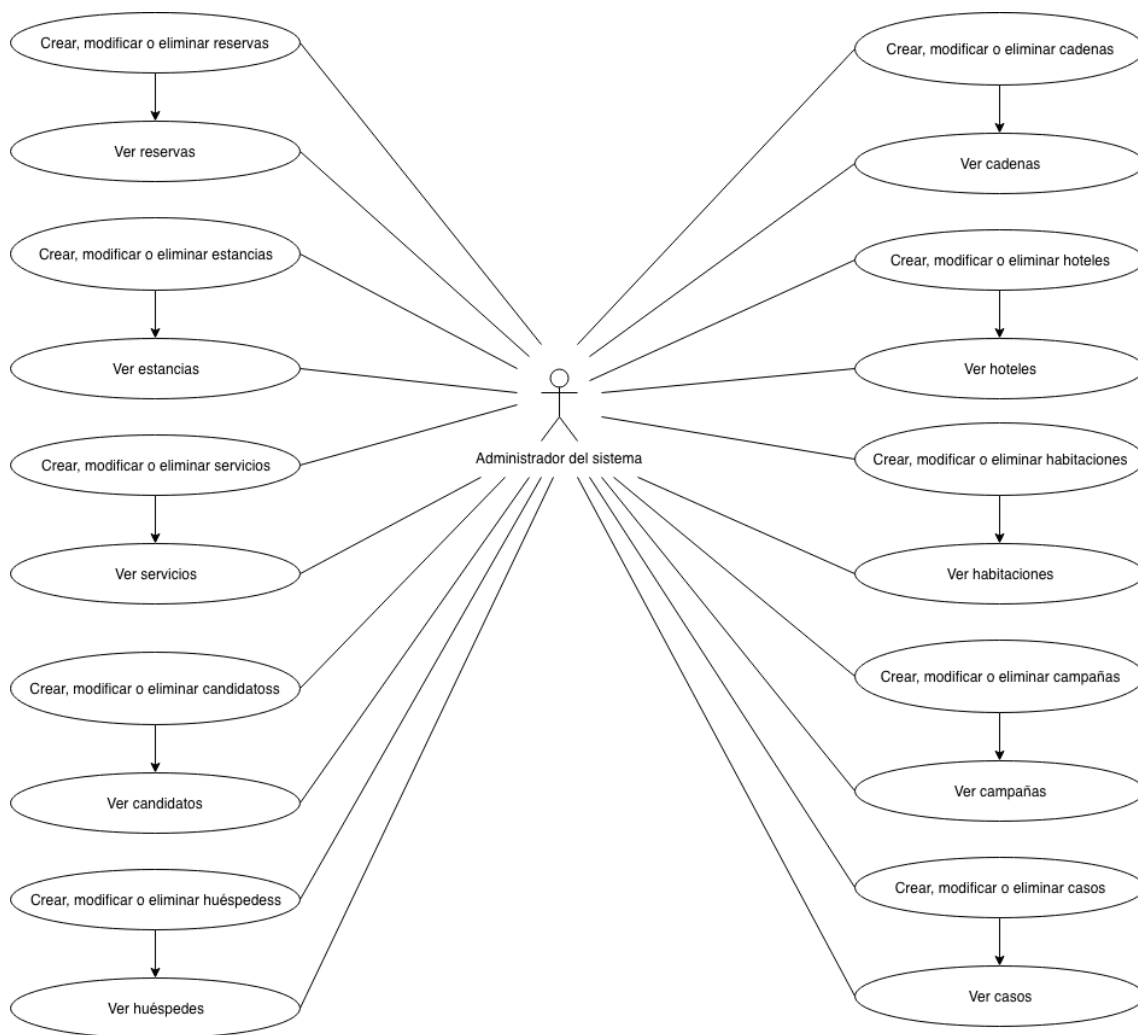 Crear, modificar o eliminar reservas
Ver reservas
Crear, modificar o eliminar estancias
Ver estancias
Crear, modificar o eliminar servicios
Ver servicios
Crear, modificar o eliminar candidatoss
Ver candidatos
Crear, modificar o eliminar huéspedess
Ver huéspedes
Administrador del sistema
Crear, modificar o eliminar cadenas
Ver cadenas
Crear, modificar o eliminar hoteles
Ver hoteles
Crear, modificar o eliminar habitaciones
Ver habitaciones
Crear, modificar o eliminar campañas
Ver campañas
Crear, modificar o eliminar casos
Ver casos